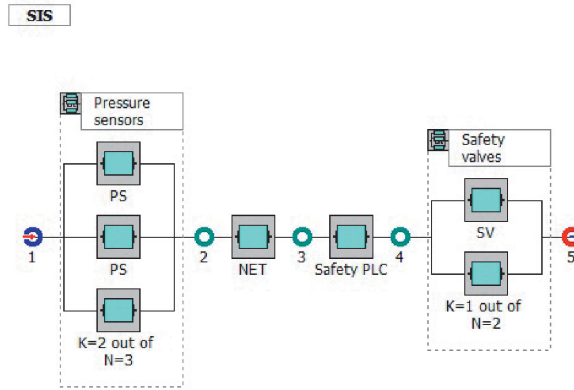 SIS
Pressure
sensors
PS
PS
K=2 out of
N=3
1
2
NET
3
Safety PLC
4
Safety
valves
SV
K=1 out of
N=2
5